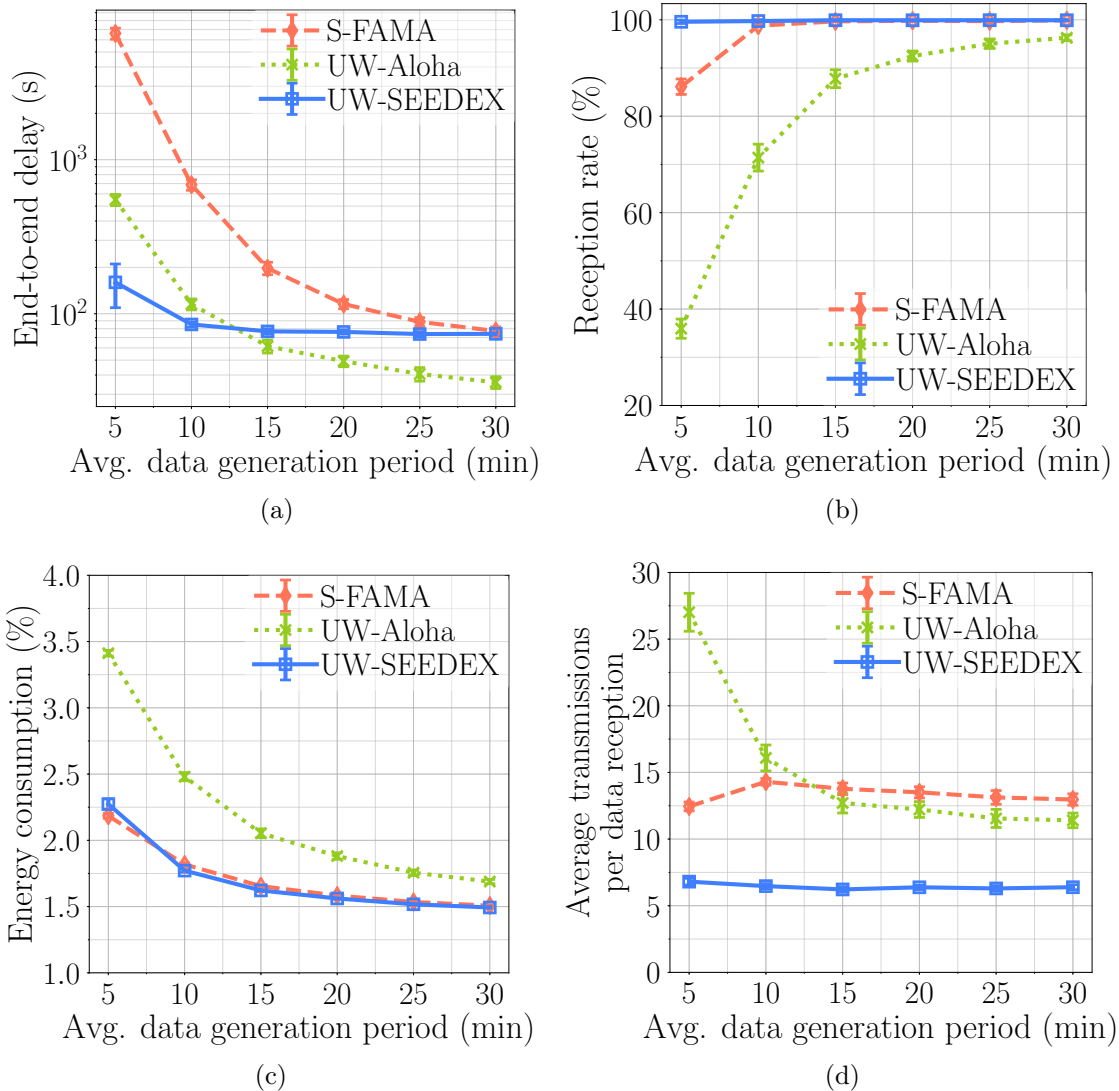 End-to-end delay (s)
10³
10²
S-FAMA
UW-Aloha
UW-SEEDEX
5 10 15 20 25 30
Avg. data generation period (min)
(a)
Reception rate (%)
100
80
60
40
20
S-FAMA
UW-Aloha
UW-SEEDEX
5 10 15 20 25 30
Avg. data generation period (min)
(b)
Energy consumption (%)
4.0
3.5
3.0
2.5
2.0
1.5
1.0
S-FAMA
UW-Aloha
UW-SEEDEX
5 10 15 20 25 30
Avg. data generation period (min)
(c)
Average transmissions
per data reception
30
25
20
15
10
5
0
S-FAMA
UW-Aloha
UW-SEEDEX
5 10 15 20 25 30
Avg. data generation period (min)
(d)